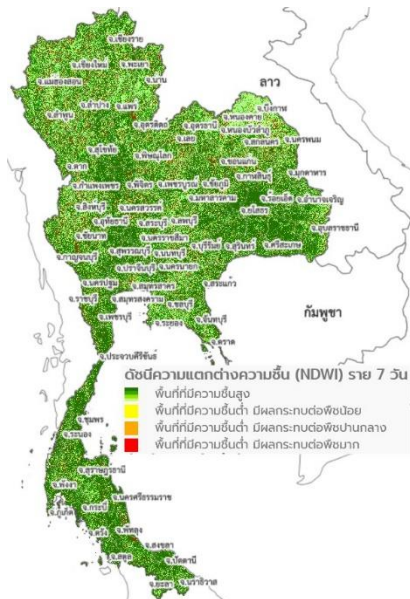 จ.เชียงราย
จ.เชียงใหม่ จ.พะเยา
จ.แม่ฮ่องสอน จ.น่าน
ลาว
จ.ลำปาง จ.แพร่
จ.ลำพูน
จ.อุตรดิตถ์
จ.เลย
จ.อุดรธานี
จ.หนองคาย
จ.บึงกาฬ
จ.หนองบัวลำภู
จ.สกลนคร
จ.นครพนม
จ.สุโขทัย
จ.ตาก
จ.พิษณุโลก
จ.ขอนแก่น
จ.กาฬสินธุ์
จ.มุกดาหาร
จ.กำแพงเพชร
จ.พิจิตร
จ.เพชรบูรณ์
จ.ชัยภูมิ
จ.มหาสารคาม
จ.ร้อยเอ็ด
จ.อำนาจเจริญ
จ.ยโสธร
จ.สิงห์บุรี
จ.นครสวรรค์
จ.อุทัยธานี
จ.สระบุรี
จ.ลพบุรี
จ.อุบลราชธานี
จ.ชัยนาท
จ.นครราชสีมา
จ.บุรีรัมย์
จ.สุรินทร์
จ.ศรีสะเกษ
จ.กาญจนบุรี
จ.สุพรรณบุรี
จ.นนทบุรี
จ.ปราจีนบุรี
จ.นครนายก
จ.นครปฐม
จ.สมุทรสาคร
จ.สระแก้ว
จ.ราชบุรี
จ.สมุทรสงคราม
จ.ชลบุรี
จ.เพชรบุรี
จ.ระยอง
จ.จันทบุรี
กัมพูชา
จ.ตราด
จ.ประจวบคีรีขันธ์
ดัชนีความแตกต่างความชื้น (NDWI) ราย 7 วัน
พื้นที่ที่มีความชื้นสูง
พื้นที่ที่มีความชื้นต่ำ มีผลกระทบต่อพืชน้อย
พื้นที่ที่มีความชื้นต่ำ มีผลกระทบต่อพืชปานกลาง
พื้นที่ที่มีความชื้นต่ำ มีผลกระทบต่อพืชมาก
จ.ชุมพร
จ.ระนอง
จ.สุราษฎร์ธานี
จ.พังงา
จ.นครศรีธรรมราช
จ.กระบี่
จ.ภูเก็ต
จ.ตรัง
จ.พัทลุง
จ.สงขลา
จ.สตูล
จ.ปัตตานี
จ.ยะลา
จ.นราธิวาส